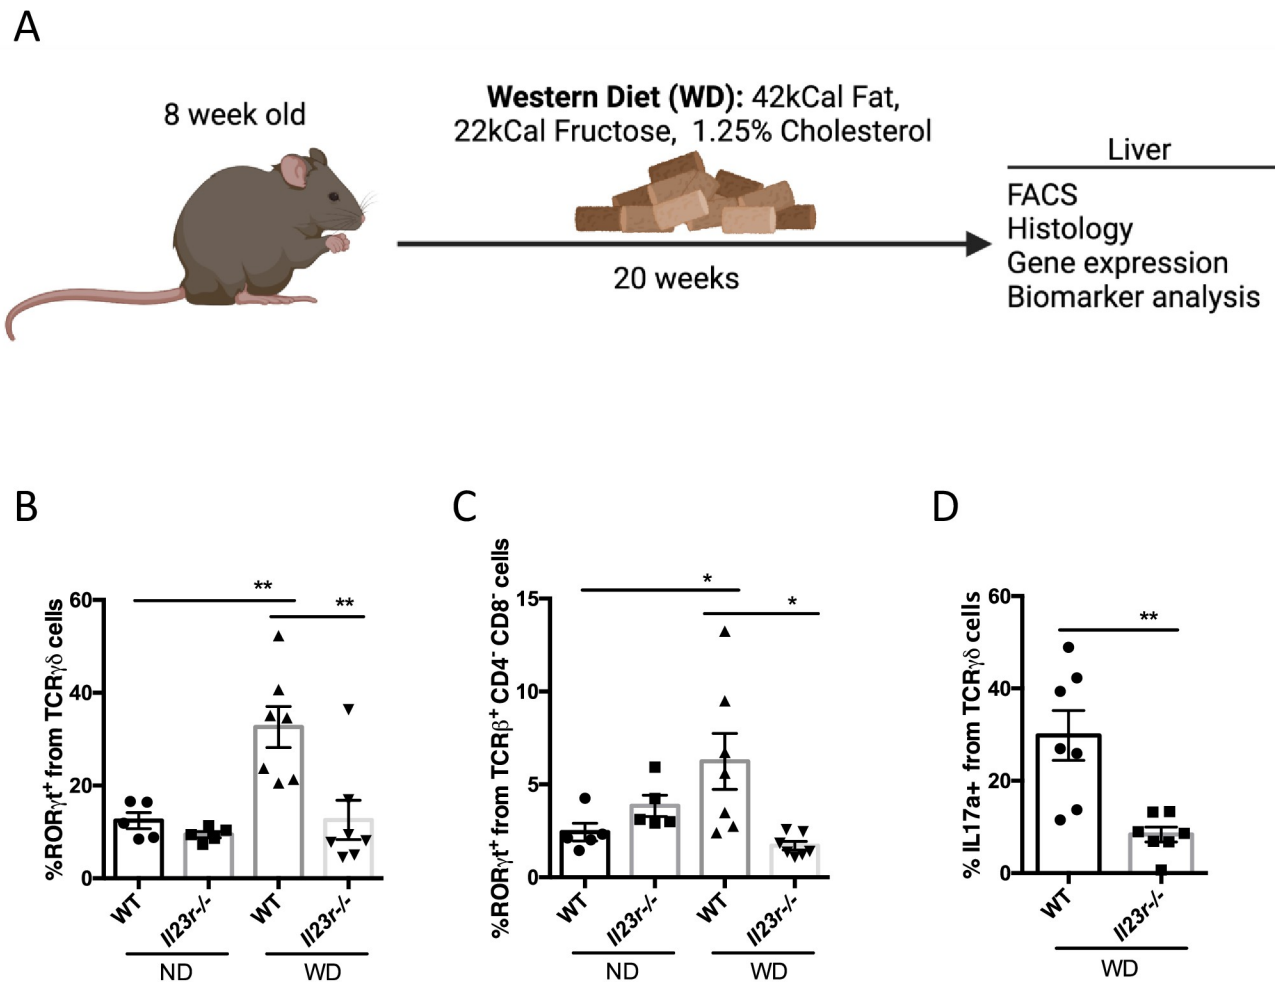 A
8 week old
Western Diet (WD): 42kCal Fat,
22kCal Fructose,  1.25% Cholesterol
20 weeks
Liver
FACS
Histology
Gene expression
Biomarker analysis
B
%RORγt⁺ from TCRγδ cells
60
40
20
0
**
**
WT
Il23r-/-
WT
Il23r-/-
ND
WD
C
%RORγt⁺ from TCRβ⁺ CD4⁻ CD8⁻ cells
15
10
5
0
*
*
WT
Il23r-/-
WT
Il23r-/-
ND
WD
D
% IL17a+ from TCRγδ cells
60
40
20
0
**
WT
Il23r-/-
WD